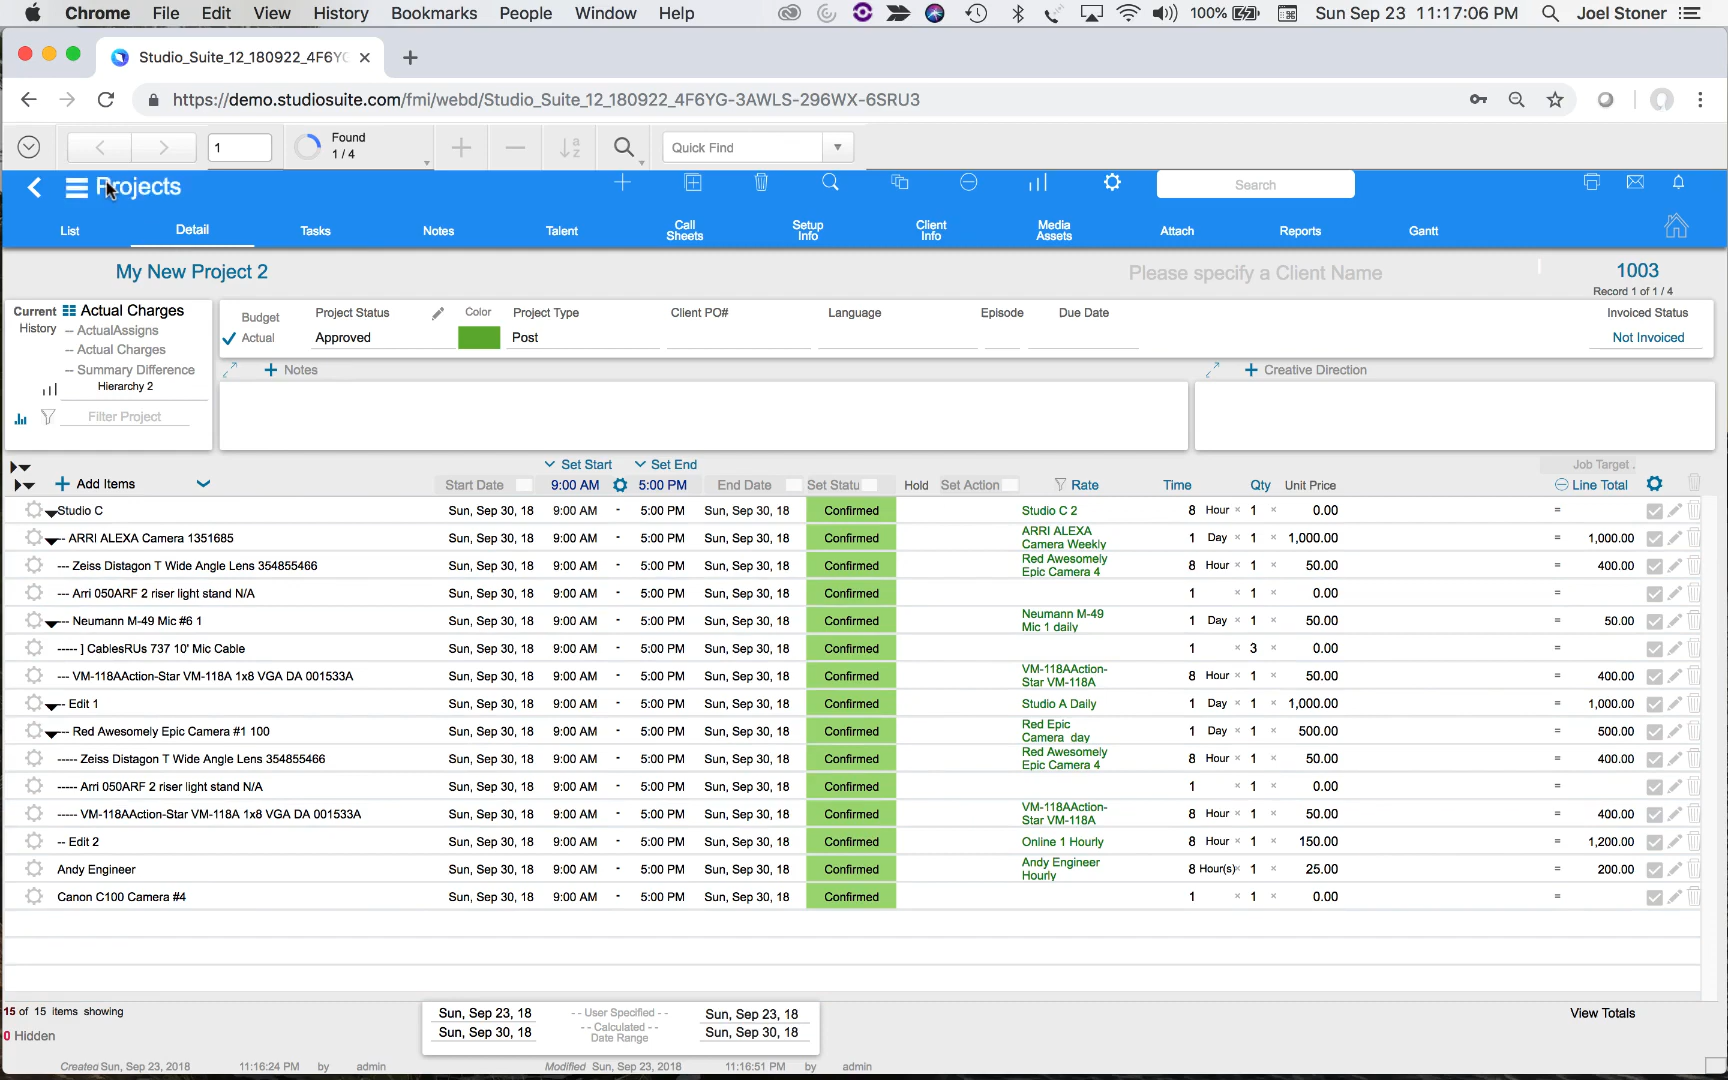 Chrome File Edit View History Bookmarks People Window Help 100% Sun Sep 23 11:17:06 PM Joel Stoner
Studio_Suite_12_180922_4F6YG
https://demo.studiosuite.com/fmi/webd/Studio_Suite_12_180922_4F6YG-3AWLS-296WX-6SRU3
1 Found 1 / 4 Quick Find
Projects Search
List Detail Tasks Notes Talent Call Sheets Setup Info Client Info Media Assets Attach Reports Gantt
My New Project 2 Please specify a Client Name 1003
Record 1 of 1 / 4
Current Actual Charges
History -- ActualAssigns
-- Actual Charges
-- Summary Difference
Hierarchy 2
Filter Project
Budget Project Status Color Project Type Client PO# Language Episode Due Date Invoiced Status
Actual Approved Post Not Invoiced
+ Notes + Creative Direction
Set Start Set End Job Target
+ Add Items Start Date 9:00 AM 5:00 PM End Date Set Statu Hold Set Action Rate Time Qty Unit Price Line Total
Studio C Sun, Sep 30, 18 9:00 AM - 5:00 PM Sun, Sep 30, 18 Confirmed Studio C 2 8 Hour × 1 × 0.00 =
-- ARRI ALEXA Camera 1351685 Sun, Sep 30, 18 9:00 AM - 5:00 PM Sun, Sep 30, 18 Confirmed ARRI ALEXA Camera Weekly 1 Day × 1 × 1,000.00 = 1,000.00
--- Zeiss Distagon T Wide Angle Lens 354855466 Sun, Sep 30, 18 9:00 AM - 5:00 PM Sun, Sep 30, 18 Confirmed Red Awesomely Epic Camera 4 8 Hour × 1 × 50.00 = 400.00
--- Arri 050ARF 2 riser light stand N/A Sun, Sep 30, 18 9:00 AM - 5:00 PM Sun, Sep 30, 18 Confirmed 1 × 1 × 0.00 =
--- Neumann M-49 Mic #6 1 Sun, Sep 30, 18 9:00 AM - 5:00 PM Sun, Sep 30, 18 Confirmed Neumann M-49 Mic 1 daily 1 Day × 1 × 50.00 = 50.00
----- ] CablesRUs 737 10' Mic Cable Sun, Sep 30, 18 9:00 AM - 5:00 PM Sun, Sep 30, 18 Confirmed 1 × 3 × 0.00 =
--- VM-118AAction-Star VM-118A 1x8 VGA DA 001533A Sun, Sep 30, 18 9:00 AM - 5:00 PM Sun, Sep 30, 18 Confirmed VM-118AAction-Star VM-118A 8 Hour × 1 × 50.00 = 400.00
-- Edit 1 Sun, Sep 30, 18 9:00 AM - 5:00 PM Sun, Sep 30, 18 Confirmed Studio A Daily 1 Day × 1 × 1,000.00 = 1,000.00
--- Red Awesomely Epic Camera #1 100 Sun, Sep 30, 18 9:00 AM - 5:00 PM Sun, Sep 30, 18 Confirmed Red Epic Camera day 1 Day × 1 × 500.00 = 500.00
----- Zeiss Distagon T Wide Angle Lens 354855466 Sun, Sep 30, 18 9:00 AM - 5:00 PM Sun, Sep 30, 18 Confirmed Red Awesomely Epic Camera 4 8 Hour × 1 × 50.00 = 400.00
----- Arri 050ARF 2 riser light stand N/A Sun, Sep 30, 18 9:00 AM - 5:00 PM Sun, Sep 30, 18 Confirmed 1 × 1 × 0.00 =
----- VM-118AAction-Star VM-118A 1x8 VGA DA 001533A Sun, Sep 30, 18 9:00 AM - 5:00 PM Sun, Sep 30, 18 Confirmed VM-118AAction-Star VM-118A 8 Hour × 1 × 50.00 = 400.00
-- Edit 2 Sun, Sep 30, 18 9:00 AM - 5:00 PM Sun, Sep 30, 18 Confirmed Online 1 Hourly 8 Hour × 1 × 150.00 = 1,200.00
Andy Engineer Sun, Sep 30, 18 9:00 AM - 5:00 PM Sun, Sep 30, 18 Confirmed Andy Engineer Hourly 8 Hour(s) × 1 × 25.00 = 200.00
Canon C100 Camera #4 Sun, Sep 30, 18 9:00 AM - 5:00 PM Sun, Sep 30, 18 Confirmed 1 × 1 × 0.00 =
15 of 15 items showing Sun, Sep 23, 18 -- User Specified -- Sun, Sep 23, 18 View Totals
0 Hidden Sun, Sep 30, 18 -- Calculated -- Date Range Sun, Sep 30, 18
Created Sun, Sep 23, 2018 11:16:24 PM by admin Modified Sun, Sep 23, 2018 11:16:51 PM by admin